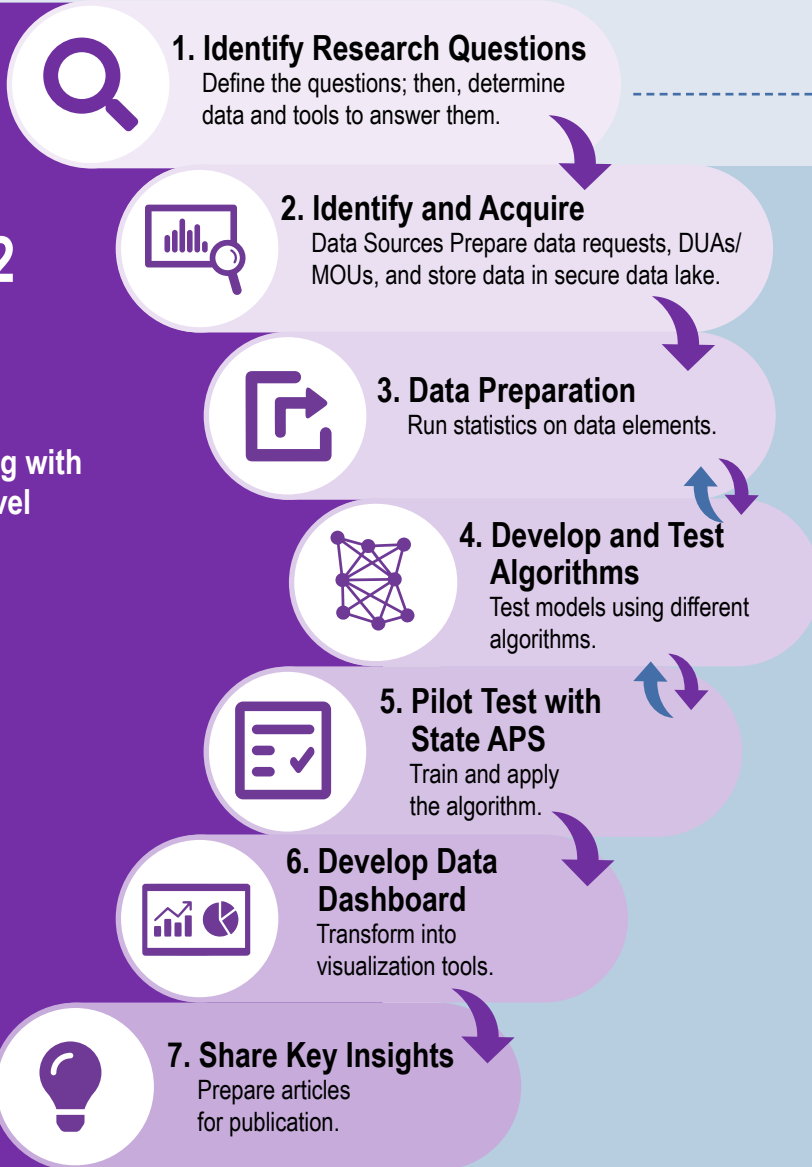 1. Identify Research Questions
Define the questions; then, determine
data and tools to answer them.
2. Identify and Acquire
Data Sources Prepare data requests, DUAs/
MOUs, and store data in secure data lake.
2
3. Data Preparation
Run statistics on data elements.
g with
vel
4. Develop and Test
Algorithms
Test models using different
algorithms.
5. Pilot Test with
State APS
Train and apply
the algorithm.
6. Develop Data
Dashboard
Transform into
visualization tools.
7. Share Key Insights
Prepare articles
for publication.